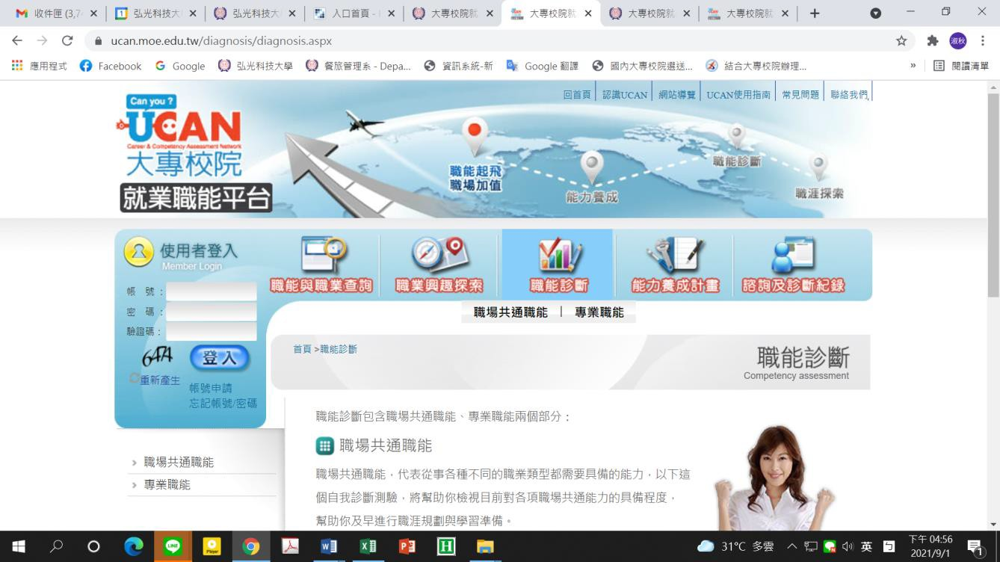 收件匣 (3,7
弘光科技大
弘光科技大
入口首頁 -
大專校院就
大專校院就
大專校院就
大專校院就
ucan.moe.edu.tw/diagnosis/diagnosis.aspx
淑秋
應用程式
Facebook
Google
弘光科技大學
餐旅管理系 - Depa...
資訊系統-新
Google 翻譯
國內大專校院選送...
結合大專校院辦理...
»
閱讀清單
回首頁
認識UCAN
網站導覽
UCAN使用指南
常見問題
聯絡我們
Can you ?
UCAN
Career & Competency Assessment Network
大專校院
就業職能平台
職能起飛
職場加值
能力養成
職能診斷
職涯探索
使用者登入
Member Login
帳 號：
密 碼：
驗證碼：
登入
重新產生
帳號申請
忘記帳號/密碼
職能與職業查詢
職業興趣探索
職能診斷
能力養成計畫
諮詢及診斷紀錄
職場共通職能 | 專業職能
首頁 >職能診斷
職能診斷
Competency assessment
職場共通職能
專業職能
職能診斷包含職場共通職能、專業職能兩個部分：
職場共通職能
職場共通職能，代表從事各種不同的職業類型都需要具備的能力，以下這
個自我診斷測驗，將幫助你檢視目前對各項職場共通能力的具備程度，
幫助你及早進行職涯規劃與學習準備。
31°C 多雲
英
下午 04:56
2021/9/1
1